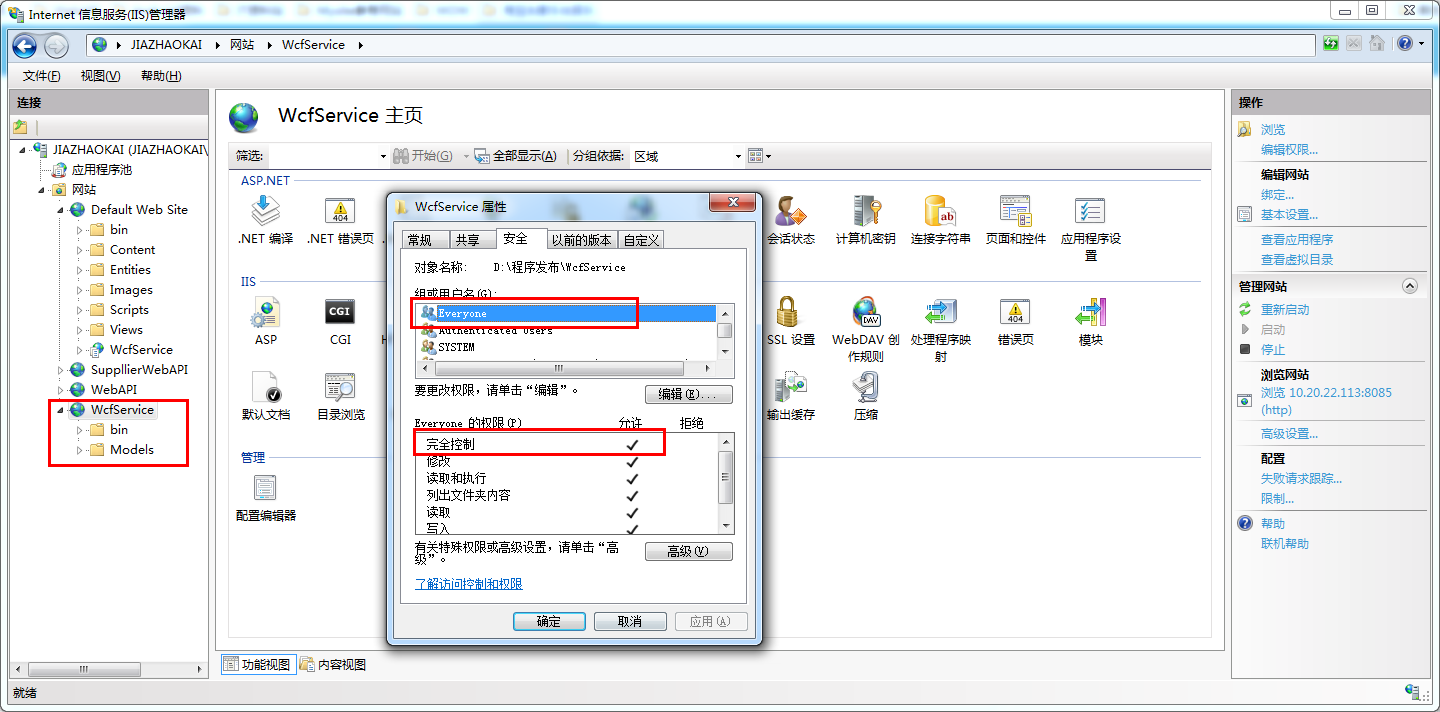 Internet 信息服务(IIS)管理器
JIAZHAOKAI 网站 WcfService
文件(F) 视图(V) 帮助(H)
连接
JIAZHAOKAI (JIAZHAOKAI\
应用程序池
网站
Default Web Site
bin
Content
Entities
Images
Scripts
Views
WcfService
SuppllierWebAPI
WebAPI
WcfService
bin
Models
WcfService 主页
筛选: 开始(G) 全部显示(A) 分组依据: 区域
ASP.NET
.NET 编译 .NET 错误页 会话状态 计算机密钥 连接字符串 页面和控件 应用程序设置
IIS
ASP CGI SSL 设置 WebDAV 创作规则 处理程序映射 错误页 模块
默认文档 目录浏览 输出缓存 压缩
管理
配置编辑器
WcfService 属性
常规 共享 安全 以前的版本 自定义
对象名称: D:\程序发布\WcfService
组或用户名(G):
Everyone
Authenticated Users
SYSTEM
要更改权限，请单击“编辑”。
编辑(E)...
Everyone 的权限(P) 允许 拒绝
完全控制
修改
读取和执行
列出文件夹内容
读取
写入
有关特殊权限或高级设置，请单击“高
级”。
高级(V)
了解访问控制和权限
确定 取消 应用(A)
功能视图 内容视图
就绪
操作
浏览
编辑权限...
编辑网站
绑定...
基本设置...
查看应用程序
查看虚拟目录
管理网站
重新启动
启动
停止
浏览网站
浏览 10.20.22.113:8085
(http)
高级设置...
配置
失败请求跟踪...
限制...
帮助
联机帮助